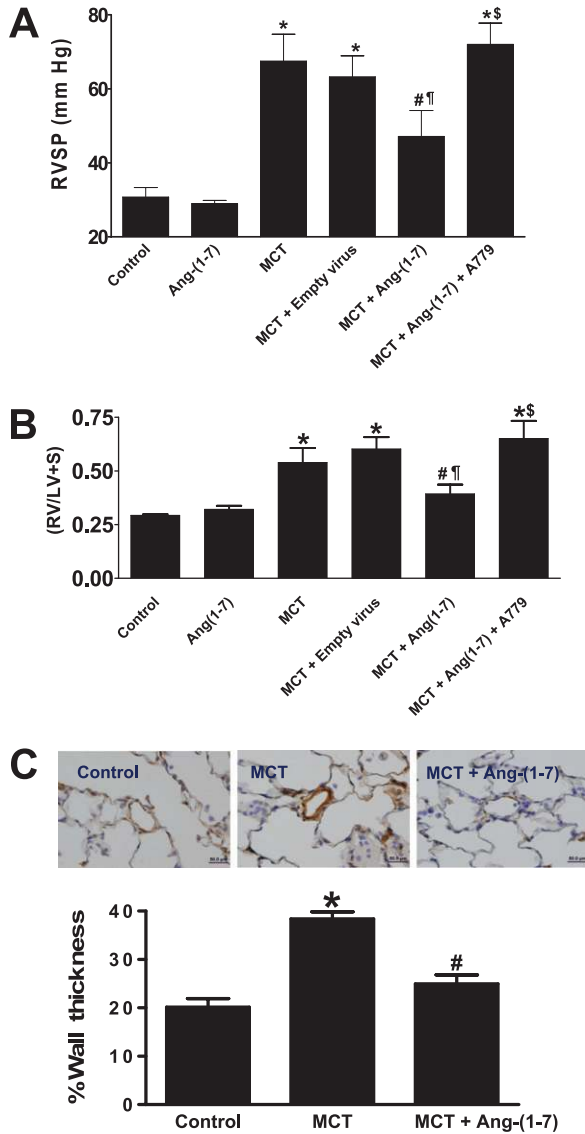 A
RVSP (mm Hg)
80
60
40
20
*
*
#¶
*$
Control
Ang-(1-7)
MCT
MCT + Empty virus
MCT + Ang-(1-7)
MCT + Ang-(1-7) + A779
B
(RV/LV+S)
0.75
0.50
0.25
0.00
*
*
#¶
*$
Control
Ang(1-7)
MCT
MCT + Empty virus
MCT + Ang(1-7)
MCT + Ang(1-7) + A779
C
Control
MCT
MCT + Ang-(1-7)
%Wall thickness
40
30
20
10
0
*
#
Control
MCT
MCT + Ang-(1-7)